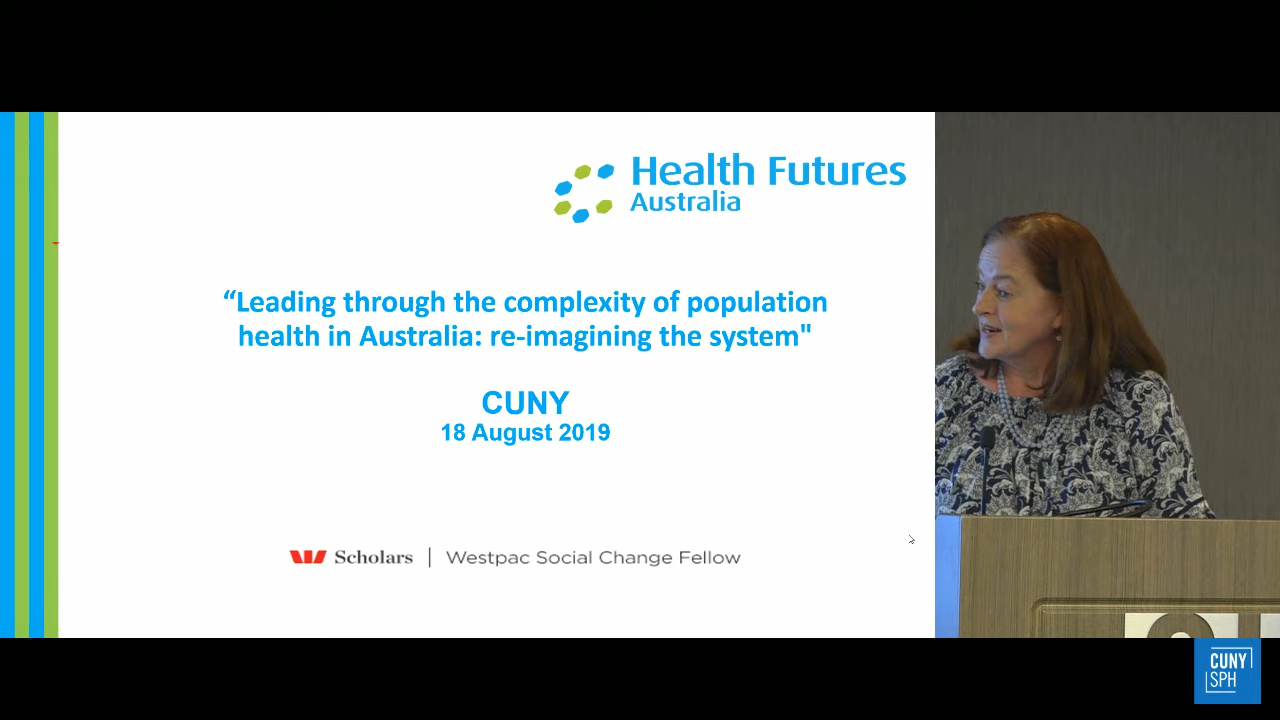 Health Futures
Australia
“Leading through the complexity of population
health in Australia: re-imagining the system"
CUNY
18 August 2019
Scholars | Westpac Social Change Fellow
CUNY
SPH